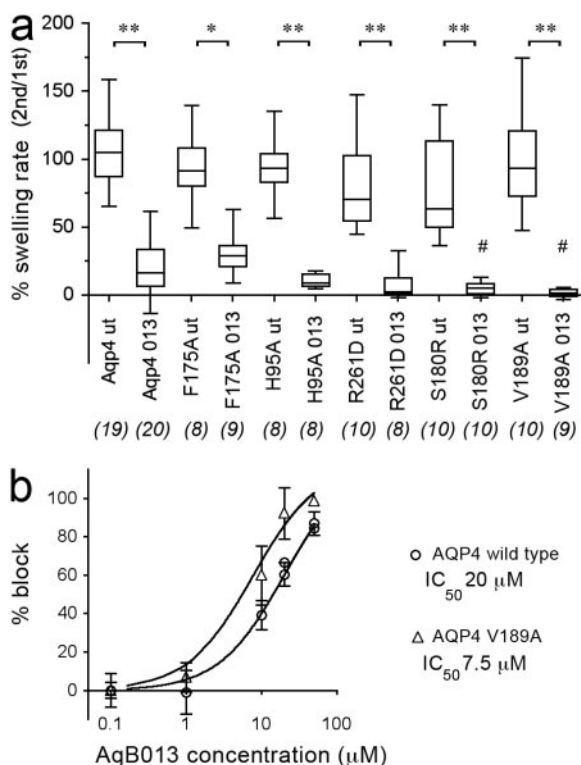 a
% swelling rate (2nd/1st)
200
150
100
50
0
** * ** ** ** **
# #
Aqp4 ut
Aqp4 013
F175A ut
F175A 013
H95A ut
H95A 013
R261D ut
R261D 013
S180R ut
S180R 013
V189A ut
V189A 013
(19) (20) (8) (9) (8) (8) (10) (8) (10) (10) (10) (9)
b
% block
100
80
60
40
20
0
0.1 1 10 100
AqB013 concentration (μM)
AQP4 wild type
IC50 20 μM
AQP4 V189A
IC50 7.5 μM